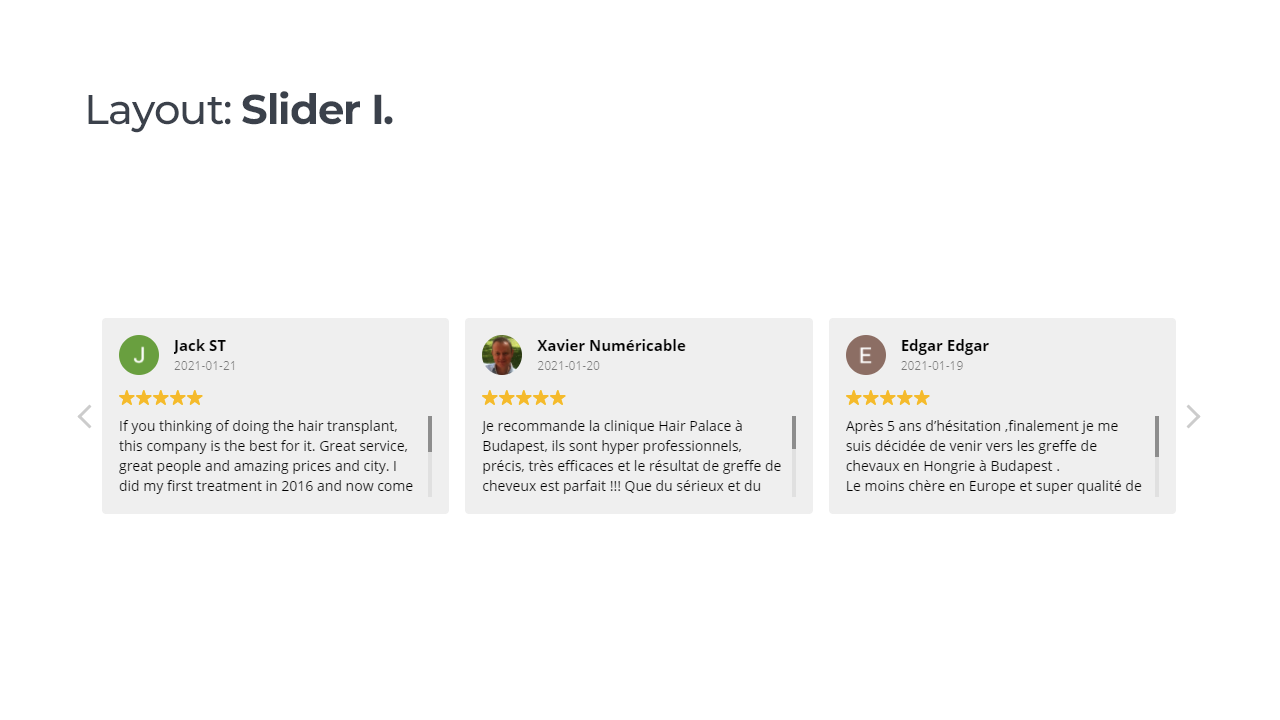 Layout: Slider I.
J
Jack ST
2021-01-21
If you thinking of doing the hair transplant,
this company is the best for it. Great service,
great people and amazing prices and city. I
did my first treatment in 2016 and now come
Xavier Numéricable
2021-01-20
Je recommande la clinique Hair Palace à
Budapest, ils sont hyper professionnels,
précis, très efficaces et le résultat de greffe de
cheveux est parfait !!! Que du sérieux et du
E
Edgar Edgar
2021-01-19
Après 5 ans d’hésitation ,finalement je me
suis décidée de venir vers les greffe de
chevaux en Hongrie à Budapest .
Le moins chère en Europe et super qualité de